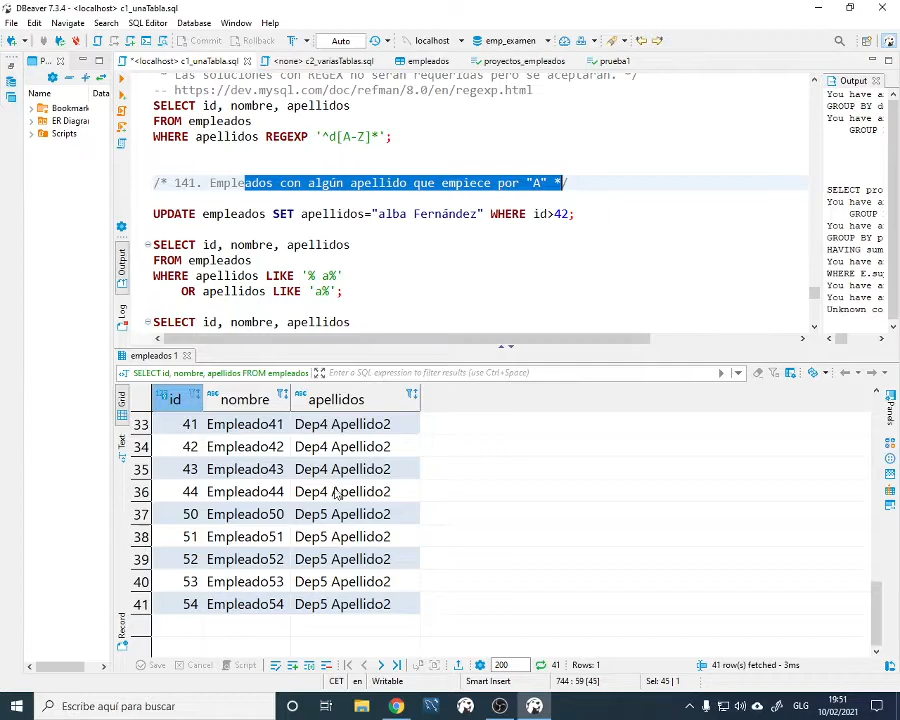 DBeaver 7.3.4 - <localhost> c1_unaTabla.sql
File Edit Navigate Search SQL Editor Database Window Help
Commit Rollback Auto localhost emp_examen
P... *<localhost> c1_unaTabla.sql <none> c2_variasTablas.sql empleados proyectos_empleados prueba1 Output
Name Data
Bookmark
ER Diagra
Scripts
* Las soluciones con REGEX no serán requeridas pero se aceptarán. */
-- https://dev.mysql.com/doc/refman/8.0/en/regexp.html
SELECT id, nombre, apellidos
FROM empleados
WHERE apellidos REGEXP '^d[A-Z]*';
/* 141. Empleados con algún apellido que empiece por "A" */
UPDATE empleados SET apellidos="alba Fernández" WHERE id>42;
SELECT id, nombre, apellidos
FROM empleados
WHERE apellidos LIKE '% a%'
OR apellidos LIKE 'a%';
SELECT id, nombre, apellidos
You have a
GROUP BY d
You have a
GROUP
SELECT pro
You have a
GROUP
GROUP BY p
HAVING sum
You have a
WHERE E.su
You have a
You have a
Unknown co
Output
Log
empleados 1
SELECT id, nombre, apellidos FROM empleados Enter a SQL expression to filter results (use Ctrl+Space)
Grid
Text
Record
Panels
id nombre apellidos
33 41 Empleado41 Dep4 Apellido2
34 42 Empleado42 Dep4 Apellido2
35 43 Empleado43 Dep4 Apellido2
36 44 Empleado44 Dep4 Apellido2
37 50 Empleado50 Dep5 Apellido2
38 51 Empleado51 Dep5 Apellido2
39 52 Empleado52 Dep5 Apellido2
40 53 Empleado53 Dep5 Apellido2
41 54 Empleado54 Dep5 Apellido2
Save Cancel Script 200 41 Rows: 1 41 row(s) fetched - 3ms
CET en Writable Smart Insert 744 : 59 [45] Sel: 45 | 1
Escribe aquí para buscar GLG 19:51
10/02/2021